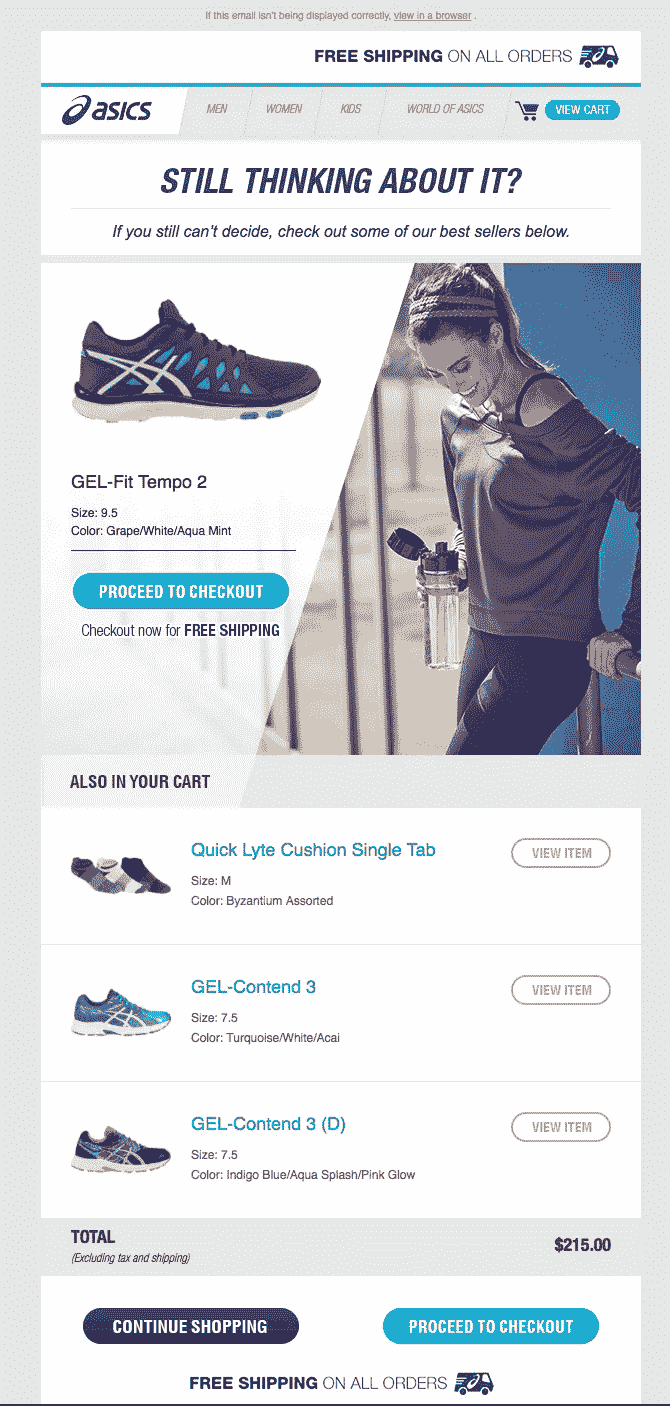 If this email isn't being displayed correctly, view in a browser .
FREE SHIPPING ON ALL ORDERS
asics
MEN
WOMEN
KIDS
WORLD OF ASICS
VIEW CART
STILL THINKING ABOUT IT?
If you still can't decide, check out some of our best sellers below.
GEL-Fit Tempo 2
Size: 9.5
Color: Grape/White/Aqua Mint
PROCEED TO CHECKOUT
Checkout now for FREE SHIPPING
ALSO IN YOUR CART
Quick Lyte Cushion Single Tab
VIEW ITEM
Size: M
Color: Byzantium Assorted
GEL-Contend 3
VIEW ITEM
Size: 7.5
Color: Turquoise/White/Acai
GEL-Contend 3 (D)
VIEW ITEM
Size: 7.5
Color: Indigo Blue/Aqua Splash/Pink Glow
TOTAL
(Excluding tax and shipping)
$215.00
CONTINUE SHOPPING
PROCEED TO CHECKOUT
FREE SHIPPING ON ALL ORDERS